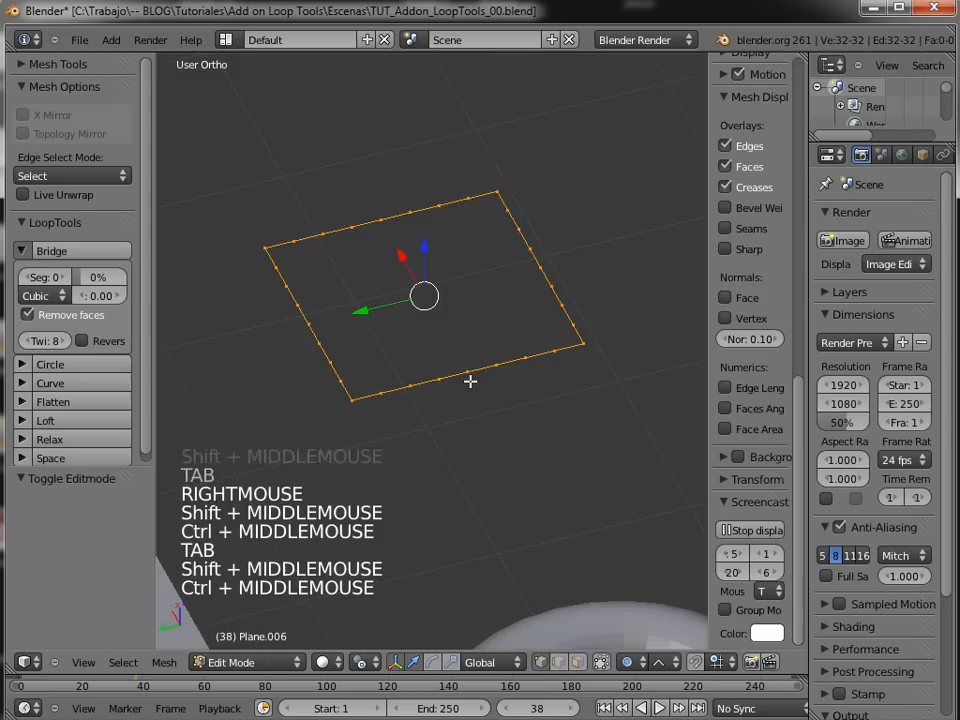 Blender* [C:\Trabajo\-- BLOG\Tutoriales\Add on Loop Tools\Escenas\TUT_Addon_LoopTools_00.blend]
File Add Render Help Default Scene Blender Render blender.org 261 | Ve:32-32 | Ed:32-32 | Fa:0-0
Mesh Tools
Mesh Options
X Mirror
Topology Mirror
Edge Select Mode:
Select
Live Unwrap
LoopTools
Bridge
Seg: 0 0%
Cubic : 0.00
Remove faces
Twi: 8 Revers
Circle
Curve
Flatten
Loft
Relax
Space
Toggle Editmode
User Ortho
Shift + MIDDLEMOUSE
TAB
RIGHTMOUSE
Shift + MIDDLEMOUSE
Ctrl + MIDDLEMOUSE
TAB
Shift + MIDDLEMOUSE
Ctrl + MIDDLEMOUSE
(38) Plane.006
Motion
Mesh Displ
Overlays:
Edges
Faces
Creases
Bevel Wei
Seams
Sharp
Normals:
Face
Vertex
Nor: 0.10
Numerics:
Edge Leng
Faces Ang
Face Area
Backgro
Transform
Screencast
Stop displa
: 5 1
20 6
Mous T
Group Mo
Color:
View Search
Scene
Ren
Scene
Render
Image Animati
Displa Image Edi
Layers
Dimensions
Render Pre
Resolution Frame Ra
1920 Star: 1
1080 E: 250
50% Fra: 1
Aspect Ra Frame Rat
1.000 24 fps
1.000 Time Rem
1 1
Anti-Aliasing
5 8 11 16 Mitch
Full Sa 1.000
Sampled Motion
Shading
Performance
Post Processing
Stamp
Output
View Select Mesh Edit Mode Global
0 20 40 60 80 100 120 140 160 180 200 220 240
View Marker Frame Playback Start: 1 End: 250 38 No Sync